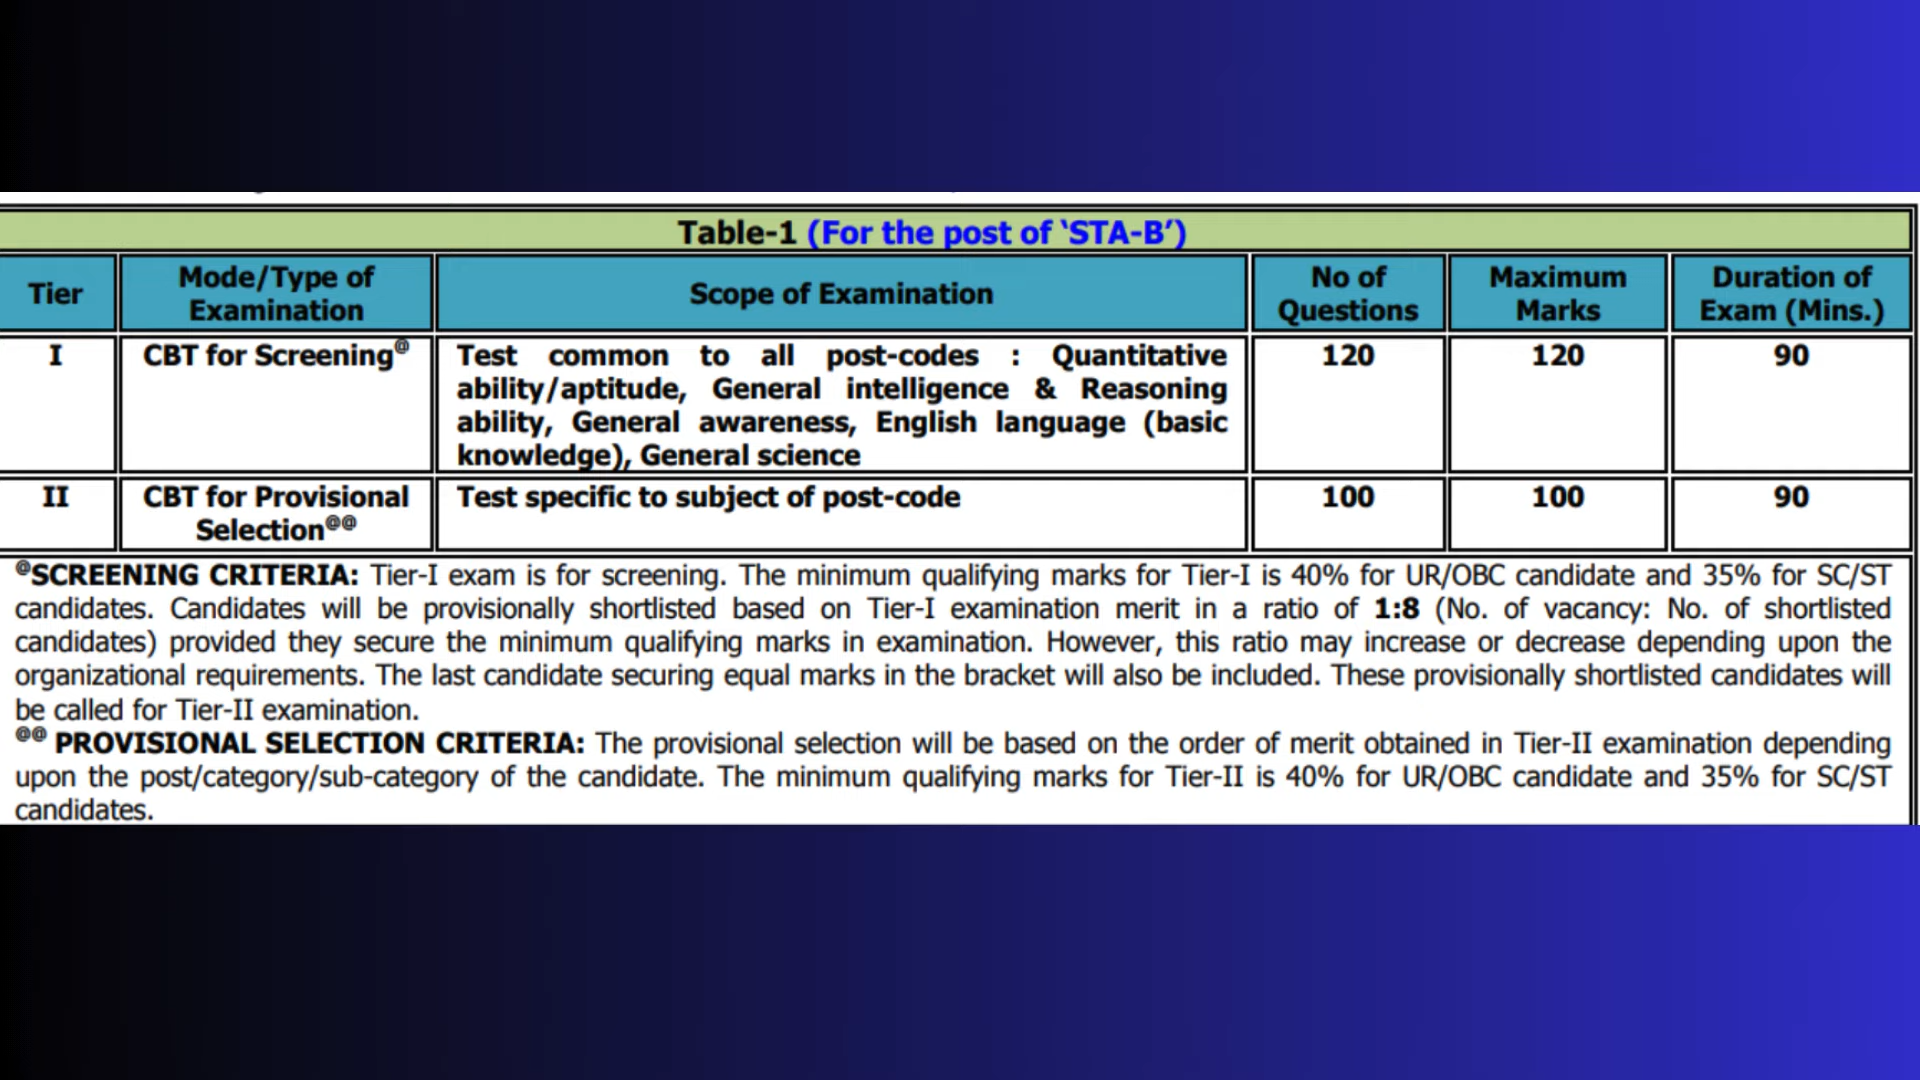 Table-1 (For the post of ‘STA-B’)
Tier
Mode/Type of
Examination
Scope of Examination
No of
Questions
Maximum
Marks
Duration of
Exam (Mins.)
I
CBT for Screening@
Test common to all post-codes : Quantitative
ability/aptitude, General intelligence & Reasoning
ability, General awareness, English language (basic
knowledge), General science
120
120
90
II
CBT for Provisional
Selection@@
Test specific to subject of post-code
100
100
90
@SCREENING CRITERIA: Tier-I exam is for screening. The minimum qualifying marks for Tier-I is 40% for UR/OBC candidate and 35% for SC/ST
candidates. Candidates will be provisionally shortlisted based on Tier-I examination merit in a ratio of 1:8 (No. of vacancy: No. of shortlisted
candidates) provided they secure the minimum qualifying marks in examination. However, this ratio may increase or decrease depending upon the
organizational requirements. The last candidate securing equal marks in the bracket will also be included. These provisionally shortlisted candidates will
be called for Tier-II examination.
@@ PROVISIONAL SELECTION CRITERIA: The provisional selection will be based on the order of merit obtained in Tier-II examination depending
upon the post/category/sub-category of the candidate. The minimum qualifying marks for Tier-II is 40% for UR/OBC candidate and 35% for SC/ST
candidates.